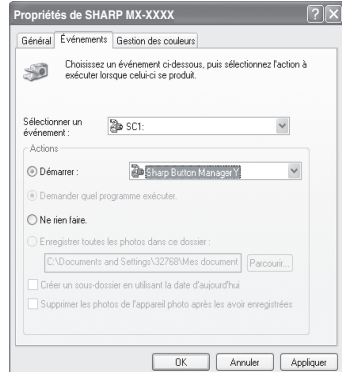 Propriétés de SHARP MX-XXXX
Général Événements Gestion des couleurs
Choisissez un événement ci-dessous, puis sélectionnez l'action à
exécuter lorsque celui-ci se produit.
Sélectionner un
événement :
SC1:
Actions
Démarrer : Sharp Button Manager Y
Demander quel programme exécuter.
Ne rien faire.
Enregistrer toutes les photos dans ce dossier :
C:\Documents and Settings\32768\Mes document Parcourir...
Créer un sous-dossier en utilisant la date d'aujourd'hui
Supprimer les photos de l'appareil photo après les avoir enregistrées
OK Annuler Appliquer